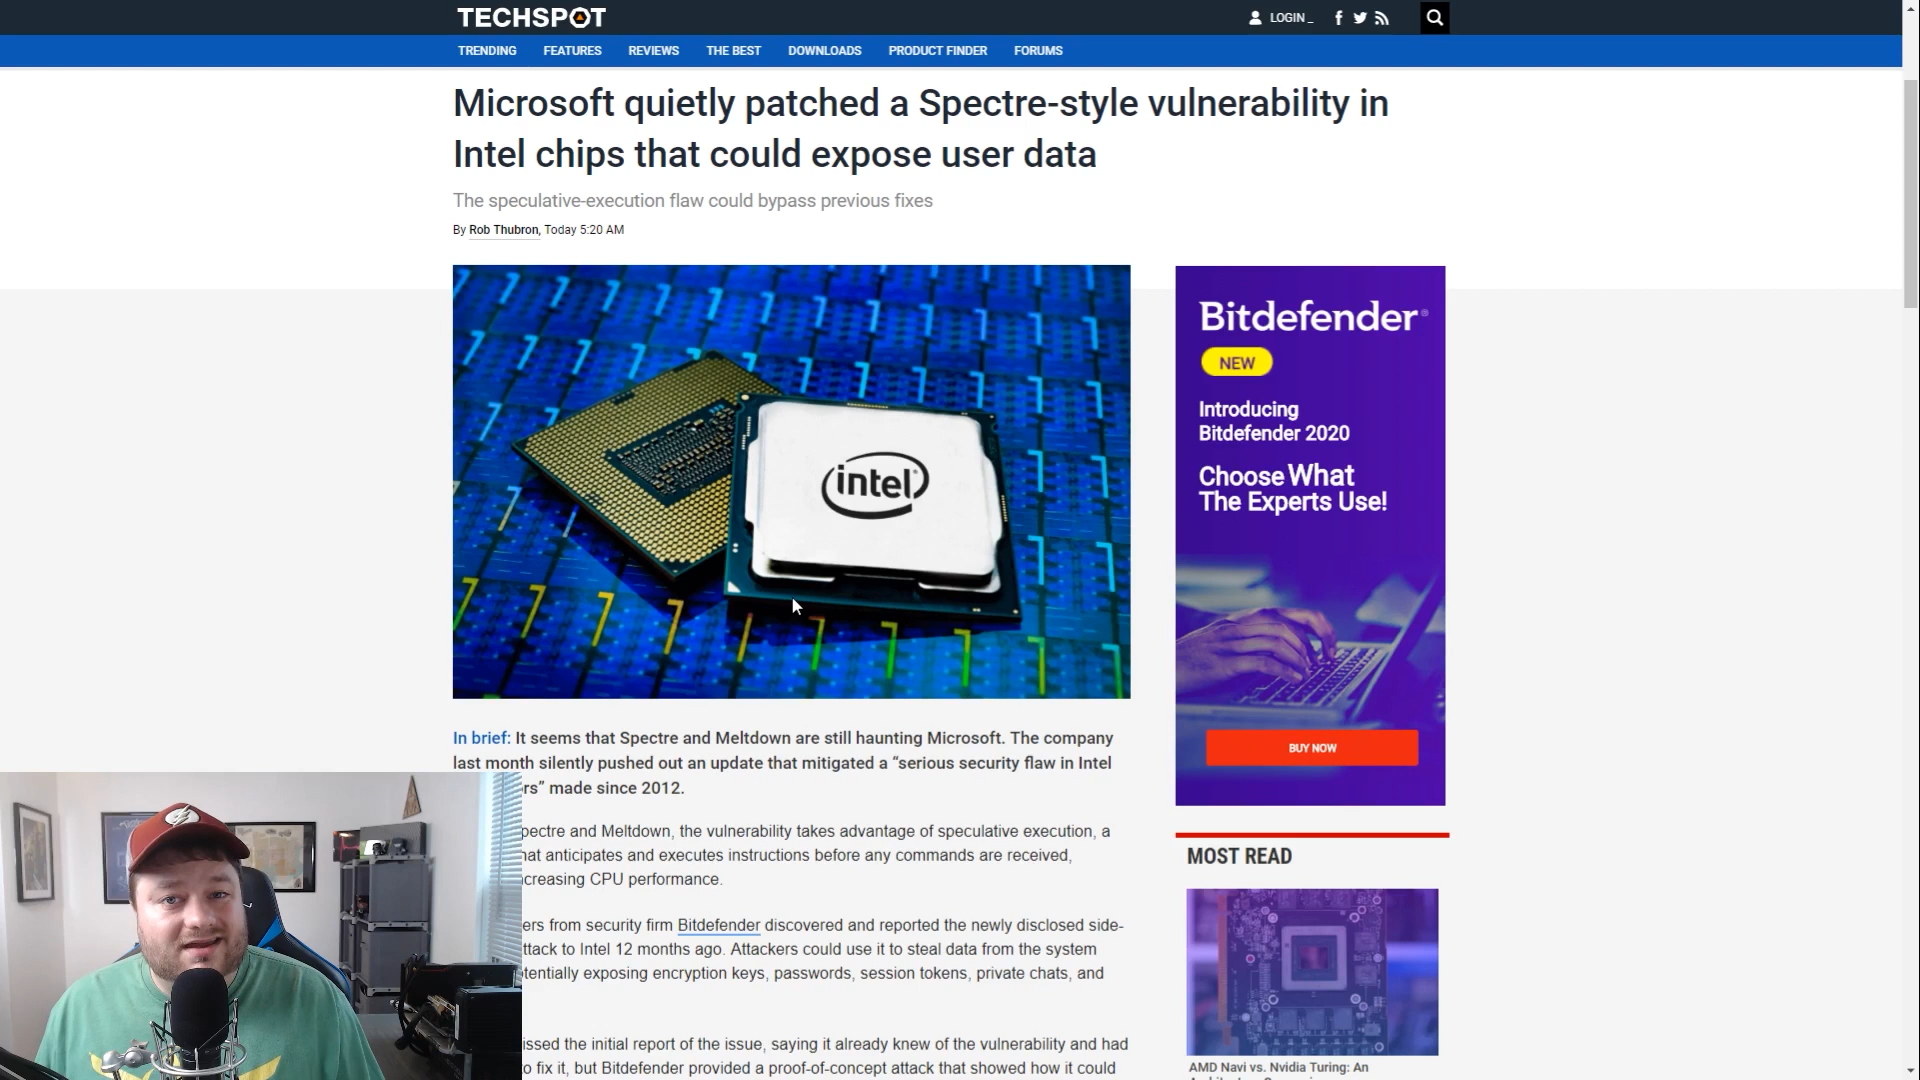 TECHSPOT
LOGIN_
TRENDING FEATURES REVIEWS THE BEST DOWNLOADS PRODUCT FINDER FORUMS
Microsoft quietly patched a Spectre-style vulnerability in
Intel chips that could expose user data
The speculative-execution flaw could bypass previous fixes
By Rob Thubron, Today 5:20 AM
intel
In brief: It seems that Spectre and Meltdown are still haunting Microsoft. The company
last month silently pushed out an update that mitigated a “serious security flaw in Intel
rs” made since 2012.
pectre and Meltdown, the vulnerability takes advantage of speculative execution, a
hat anticipates and executes instructions before any commands are received,
creasing CPU performance.
ers from security firm Bitdefender discovered and reported the newly disclosed side-
ttack to Intel 12 months ago. Attackers could use it to steal data from the system
tentially exposing encryption keys, passwords, session tokens, private chats, and
issed the initial report of the issue, saying it already knew of the vulnerability and had
o fix it, but Bitdefender provided a proof-of-concept attack that showed how it could
Bitdefender®
NEW
Introducing
Bitdefender 2020
Choose What
The Experts Use!
BUY NOW
MOST READ
AMD Navi vs. Nvidia Turing: An